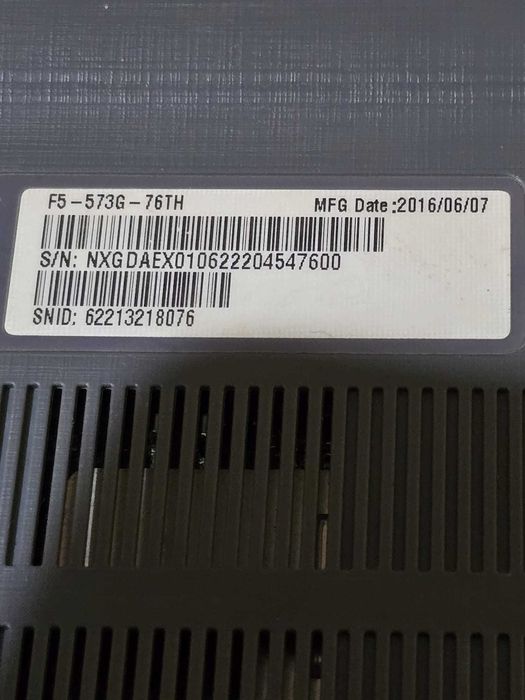 F5-573G-76TH MFG Date:2016/06/07
S/N: NXGDAEX010622204547600
SNID: 62213218076